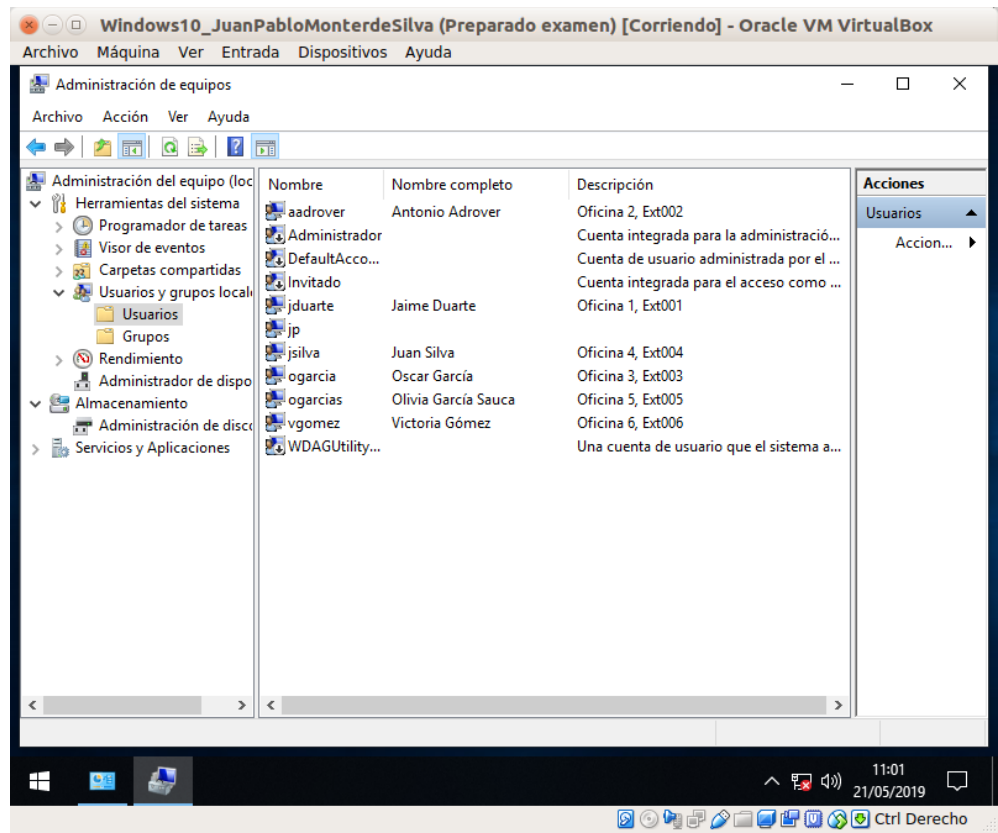 Windows10_JuanPabloMonterdeSilva (Preparado examen) [Corriendo] - Oracle VM VirtualBox
Archivo Máquina Ver Entrada Dispositivos Ayuda
Administración de equipos
Archivo Acción Ver Ayuda
Administración del equipo (loc
Herramientas del sistema
Programador de tareas
Visor de eventos
Carpetas compartidas
Usuarios y grupos local
Usuarios
Grupos
Rendimiento
Administrador de dispo
Almacenamiento
Administración de disco
Servicios y Aplicaciones
Nombre Nombre completo Descripción
aadrover Antonio Adrover Oficina 2, Ext002
Administrador Cuenta integrada para la administració...
DefaultAcco... Cuenta de usuario administrada por el ...
Invitado Cuenta integrada para el acceso como ...
jduarte Jaime Duarte Oficina 1, Ext001
jp
jsilva Juan Silva Oficina 4, Ext004
ogarcia Oscar García Oficina 3, Ext003
ogarcias Olivia García Sauca Oficina 5, Ext005
vgomez Victoria Gómez Oficina 6, Ext006
WDAGUtility... Una cuenta de usuario que el sistema a...
Acciones
Usuarios
Accion...
11:01
21/05/2019
Ctrl Derecho